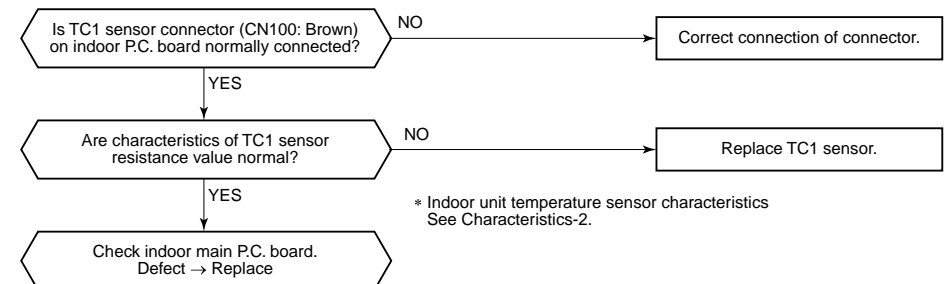 Is TC1 sensor connector (CN100: Brown)
on indoor P.C. board normally connected?
NO
Correct connection of connector.
YES
Are characteristics of TC1 sensor
resistance value normal?
NO
Replace TC1 sensor.
YES
* Indoor unit temperature sensor characteristics
See Characteristics-2.
Check indoor main P.C. board.
Defect → Replace